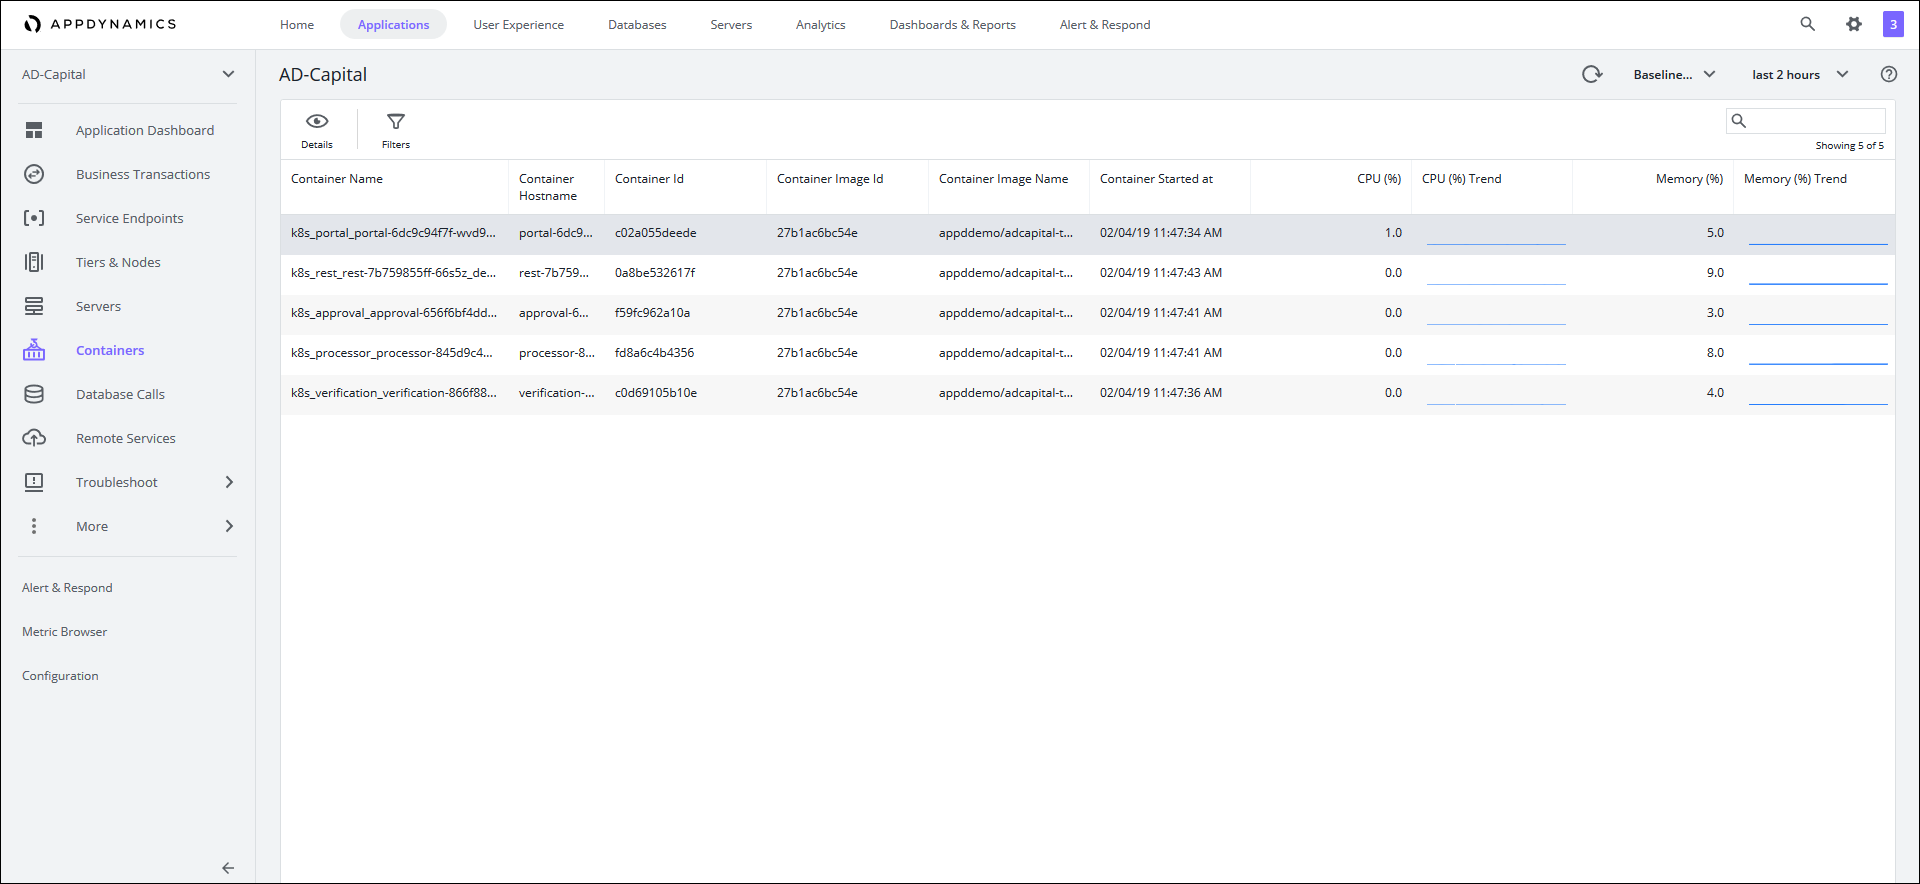 APPDYNAMICS
Home Applications User Experience Databases Servers Analytics Dashboards & Reports Alert & Respond 3
AD-Capital
Application Dashboard
Business Transactions
Service Endpoints
Tiers & Nodes
Servers
Containers
Database Calls
Remote Services
Troubleshoot
More
Alert & Respond
Metric Browser
Configuration
AD-Capital Baseline... last 2 hours
Details Filters
Showing 5 of 5
Container Name Container Hostname Container Id Container Image Id Container Image Name Container Started at CPU (%) CPU (%) Trend Memory (%) Memory (%) Trend
k8s_portal_portal-6dc9c94f7f-wvd9... portal-6dc9... c02a055deede 27b1ac6bc54e appddemo/adcapital-t... 02/04/19 11:47:34 AM 1.0 5.0
k8s_rest_rest-7b759855ff-66s5z_de... rest-7b759... 0a8be532617f 27b1ac6bc54e appddemo/adcapital-t... 02/04/19 11:47:43 AM 0.0 9.0
k8s_approval_approval-656f6bf4dd... approval-6... f59fc962a10a 27b1ac6bc54e appddemo/adcapital-t... 02/04/19 11:47:41 AM 0.0 3.0
k8s_processor_processor-845d9c4... processor-8... fd8a6c4b4356 27b1ac6bc54e appddemo/adcapital-t... 02/04/19 11:47:41 AM 0.0 8.0
k8s_verification_verification-866f88... verification-... c0d69105b10e 27b1ac6bc54e appddemo/adcapital-t... 02/04/19 11:47:36 AM 0.0 4.0